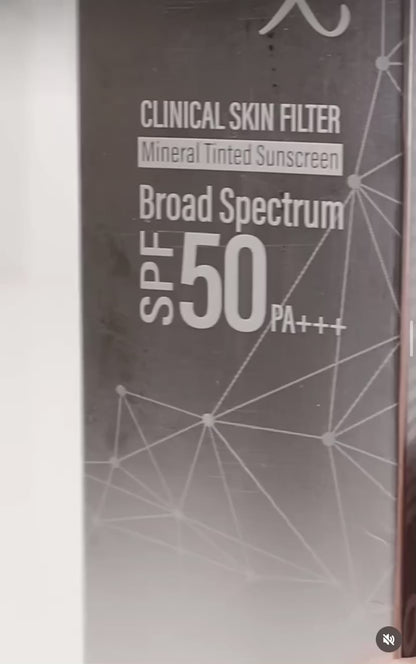 CLINICAL SKIN FILTER
Mineral Tinted Sunscreen
Broad Spectrum
SPF 50 PA+++